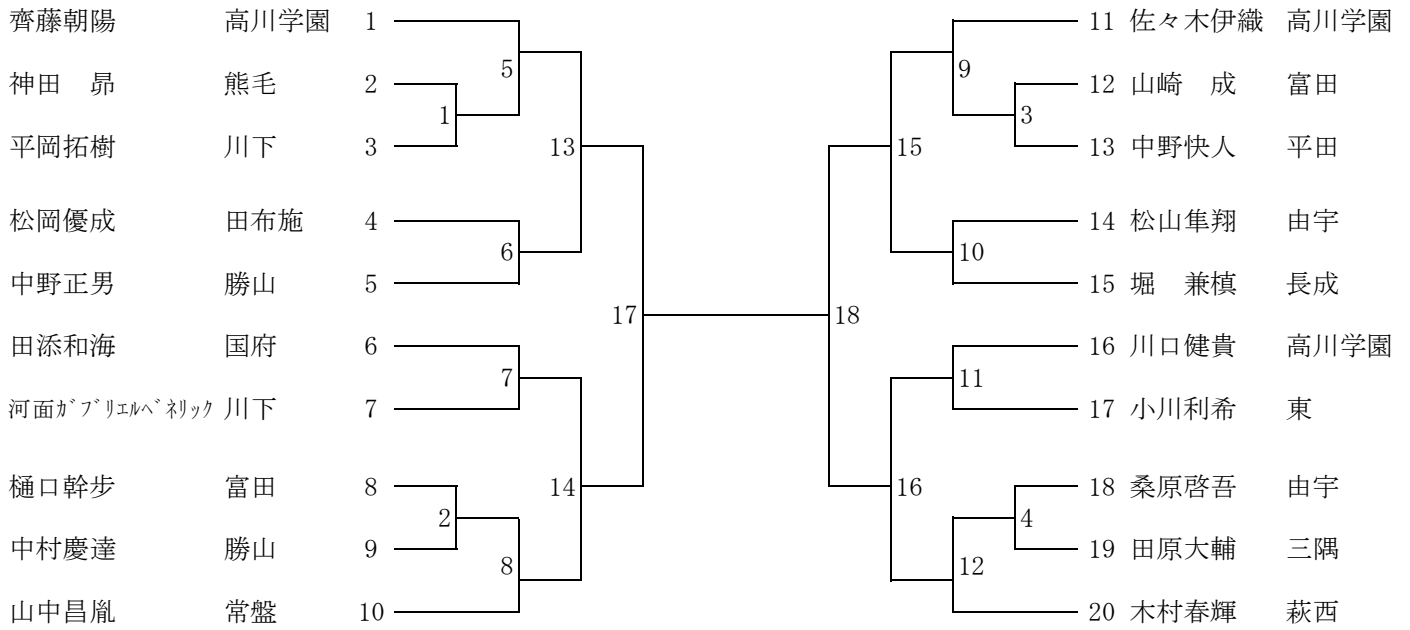 齊藤朝陽 高川学園 1
神田 昴 熊毛 2
平岡拓樹 川下 3
松岡優成 田布施 4
中野正男 勝山 5
田添和海 国府 6
河面ｶﾞﾌﾞﾘｴﾙﾍﾞﾈﾘｯｸ 川下 7
樋口幹歩 富田 8
中村慶達 勝山 9
山中昌胤 常盤 10
1
2
5
6
7
8
13
14
17
18
15
16
9
10
11
12
3
4
11 佐々木伊織 高川学園
12 山崎 成 富田
13 中野快人 平田
14 松山隼翔 由宇
15 堀 兼槙 長成
16 川口健貴 高川学園
17 小川利希 東
18 桑原啓吾 由宇
19 田原大輔 三隅
20 木村春輝 萩西